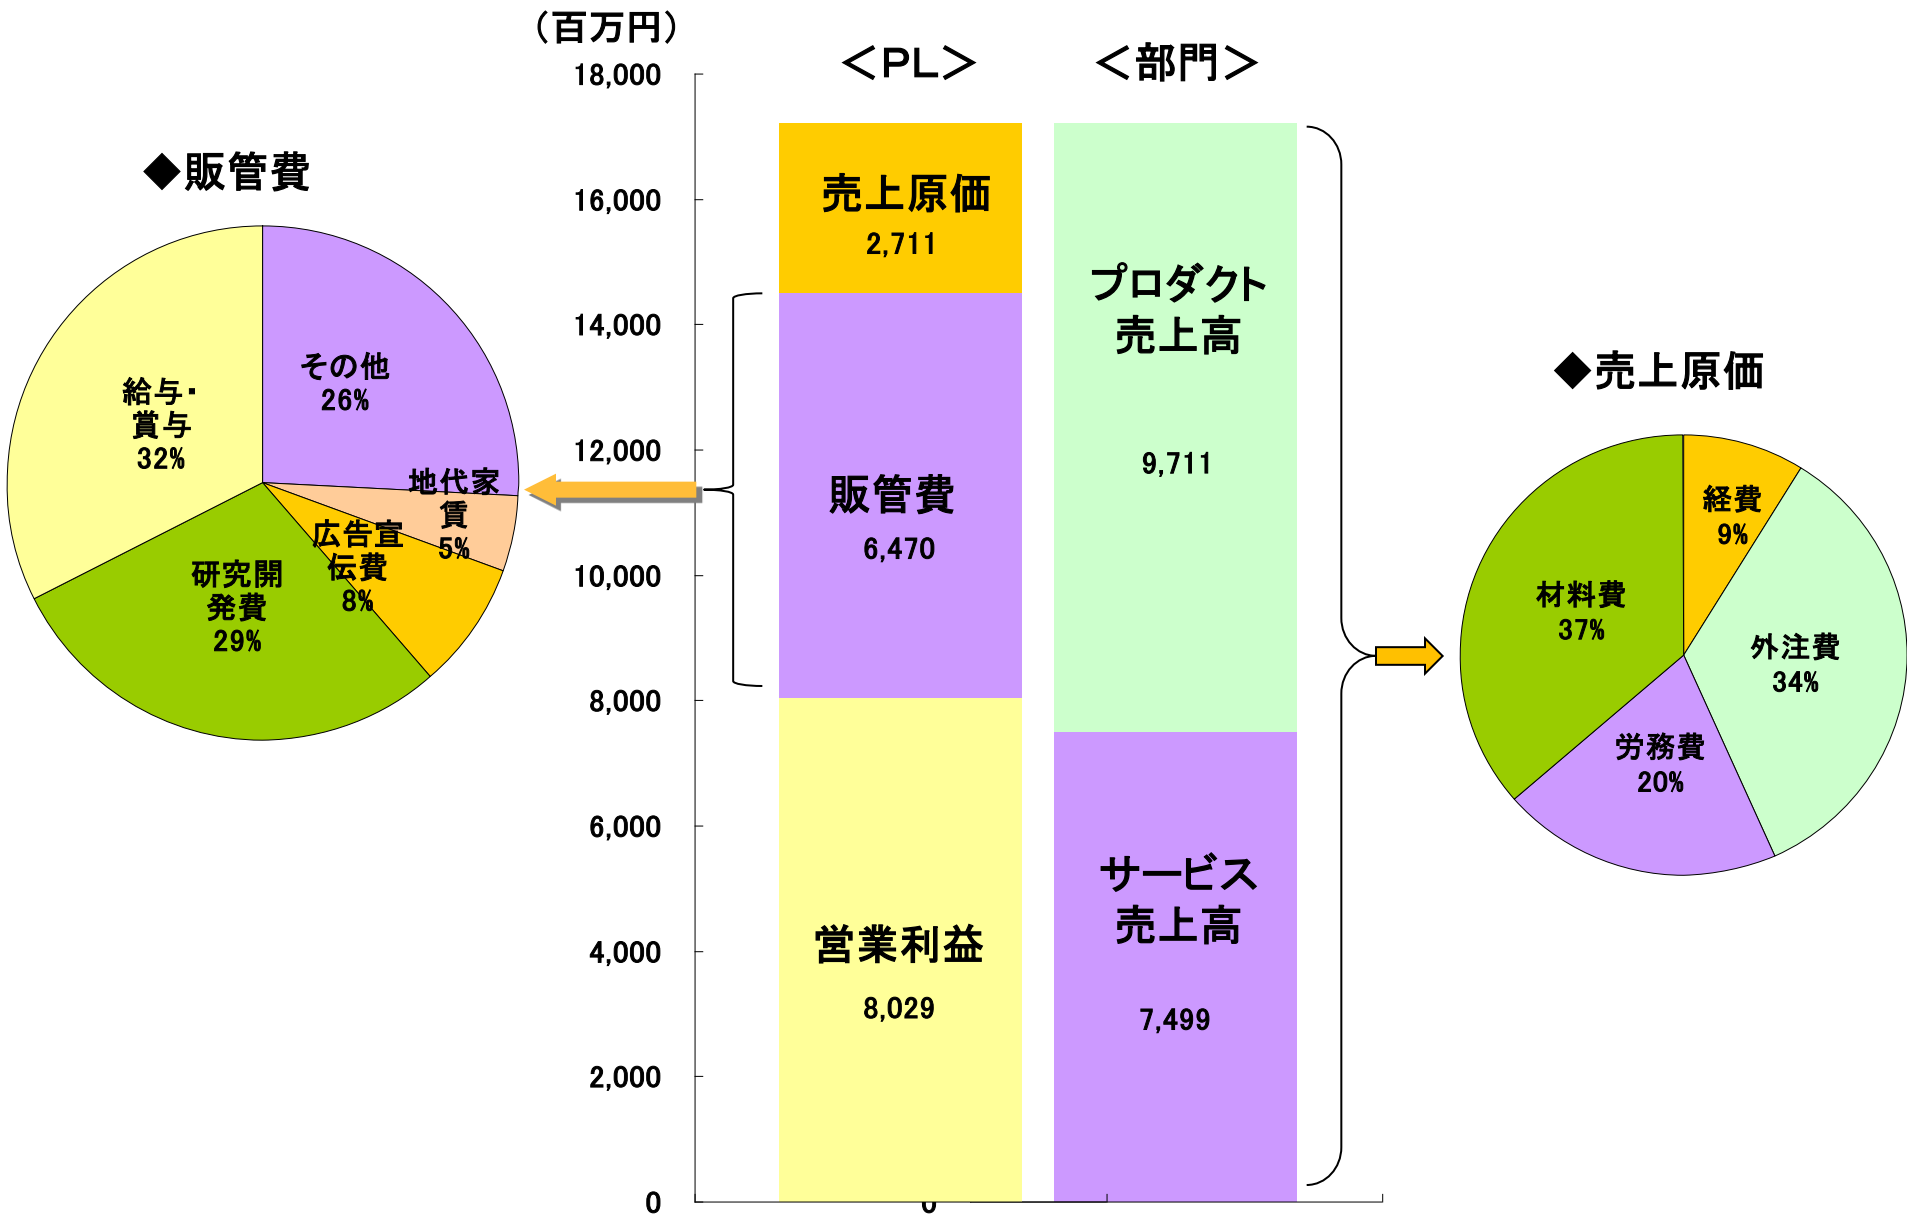 （百万円）
＜PL＞
＜部門＞
18,000
16,000
14,000
12,000
10,000
8,000
6,000
4,000
2,000
0
◆販管費
その他
26%
地代家
賃
5%
広告宣
伝費
8%
研究開
発費
29%
給与・
賞与
32%
売上原価
2,711
販管費
6,470
営業利益
8,029
0
プロダクト
売上高
9,711
サービス
売上高
7,499
◆売上原価
経費
9%
外注費
34%
労務費
20%
材料費
37%